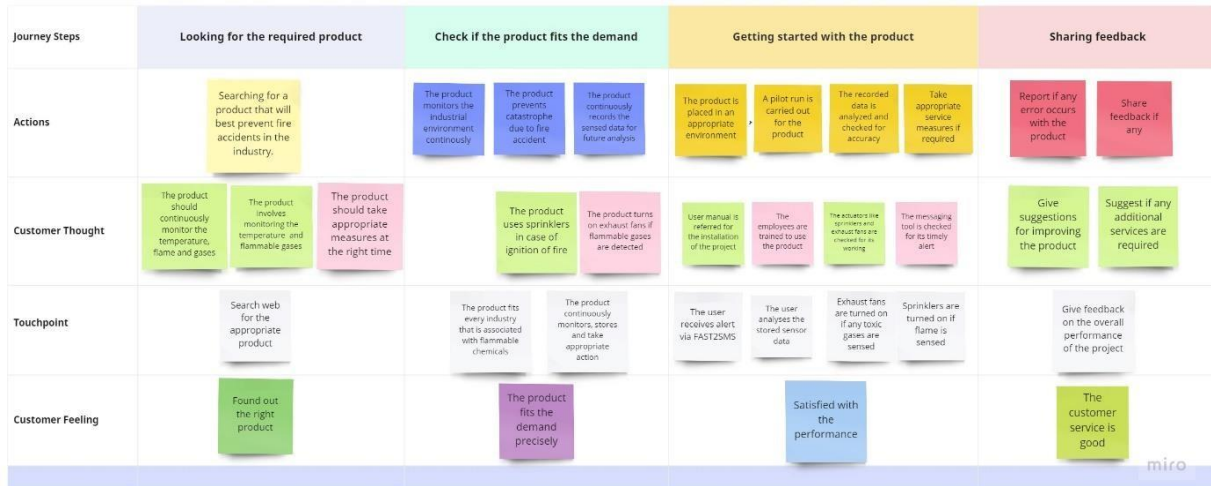 Journey Steps
Looking for the required product
Check if the product fits the demand
Getting started with the product
Sharing feedback
Actions
Searching for a
product that will
best prevent fire
accidents in the
industry.
The product
monitors the
industrial
environment
continously
The product
prevents
catastrophe
due to fire
accident
The product
continuously
records the
sensed data for
future analysis
The product is
placed in an
appropriate
environment
,
A pilot run is
carried out
for the
product
The recorded
data is
analyzed and
checked for
accuracy
Take
appropriate
service
measures if
required
Report if any
error occurs
with the
product
Share
feedback if
any
Customer Thought
The product
should
continuously
monitor the
temperature,
flame and gases
The product
involves
monitoring the
temperature and
flammable gases
The product
should take
appropriate
measures at
the right time
The product
uses sprinklers
in case of
ignition of fire
The product turns
on exhaust fans if
flammable gases
are detected
User manual is
referred for
the installation
of the project
The
employees are
trained to use
the product
The actuators like
sprinklers and
exhaust fans are
checked for its
working
The messaging
tool is checked
for its timely
alert
Give
suggestions
for improving
the product
Suggest if any
additional
services are
required
Touchpoint
Search web
for the
appropriate
product
The product fits
every industry
that is associated
with flammable
chemicals
The product
continuously
monitors, stores
and take
appropriate
action
The user
receives alert
via FAST2SMS
The user
analyses the
stored sensor
data
Exhaust fans
are turned on
if any toxic
gases are
sensed
Sprinklers are
turned on if
flame is
sensed
Give feedback
on the overall
performance
of the project
Customer Feeling
Found out
the right
product
The product
fits the
demand
precisely
Satisfied with
the
performance
The
customer
service is
good
miro